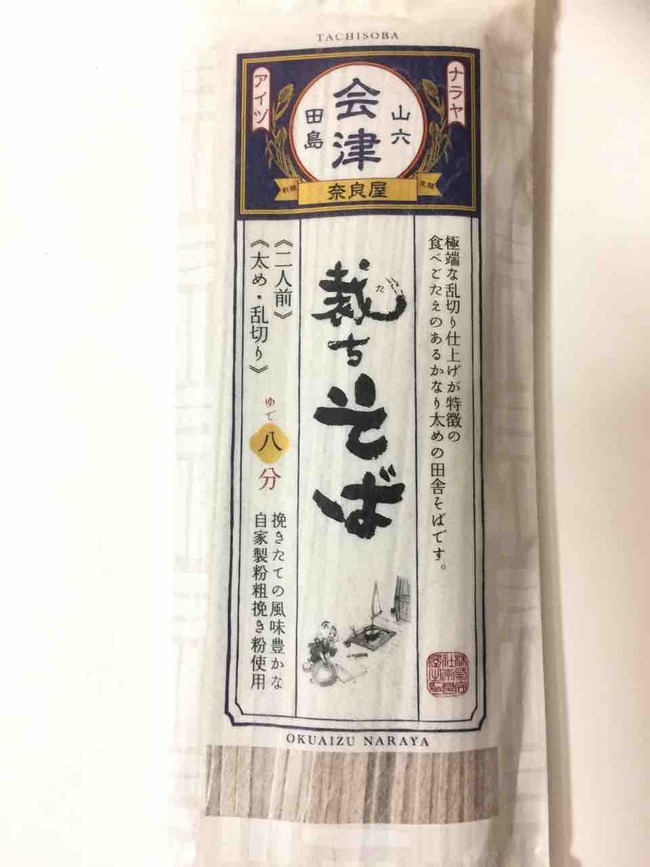 TACHISOBA
ナラヤ
アイヅ
会津
山六
田島
奈良屋
極端な乱切り仕上げが特徴の
食べごたえのあるかなり太めの田舎そばです。
裁ちそば
た
《二人前》
《太め・乱切り》
ゆで
八
分
挽きたての風味豊かな
自家製粉粗挽き粉使用
OKUAIZU NARAYA